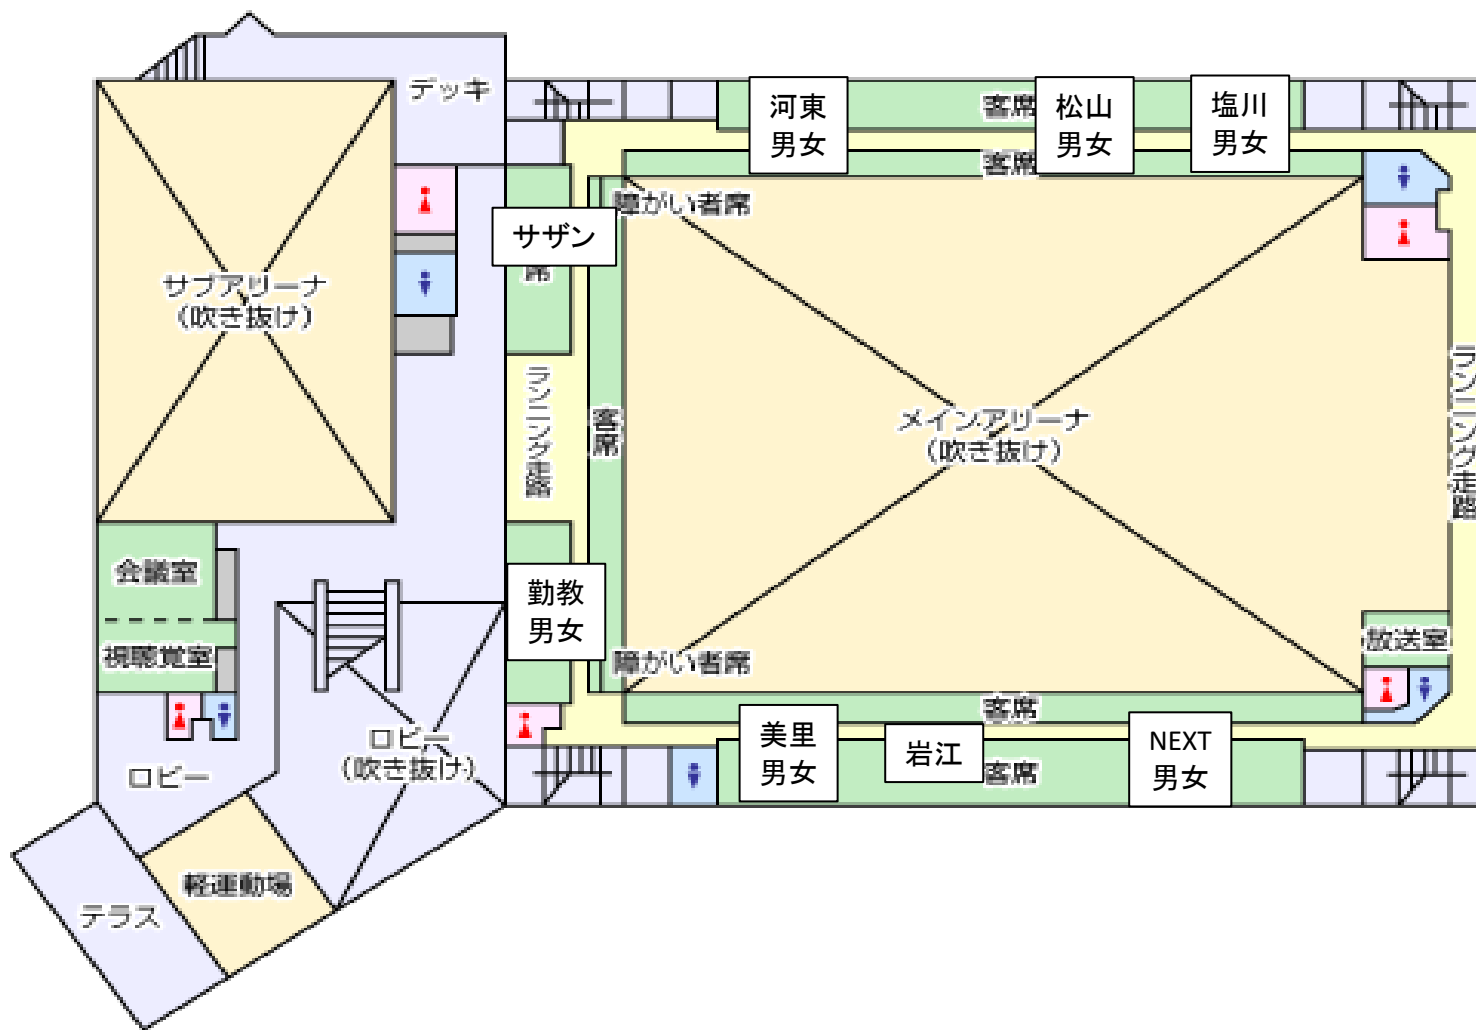 デッキ
河東
男女
客席
松山
男女
塩川
男女
客席
障がい者席
サザン
席
サブアリーナ
(吹き抜け)
ランニング走路
客席
メインアリーナ
(吹き抜け)
ランニング走路
会議室
視聴覚室
勤教
男女
障がい者席
放送室
客席
ロビー
(吹き抜け)
ロビー
美里
男女
岩江
客席
NEXT
男女
軽運動場
テラス